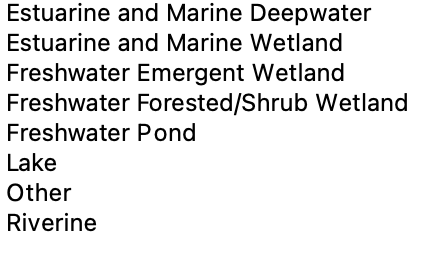 Estuarine and Marine Deepwater
Estuarine and Marine Wetland
Freshwater Emergent Wetland
Freshwater Forested/Shrub Wetland
Freshwater Pond
Lake
Other
Riverine